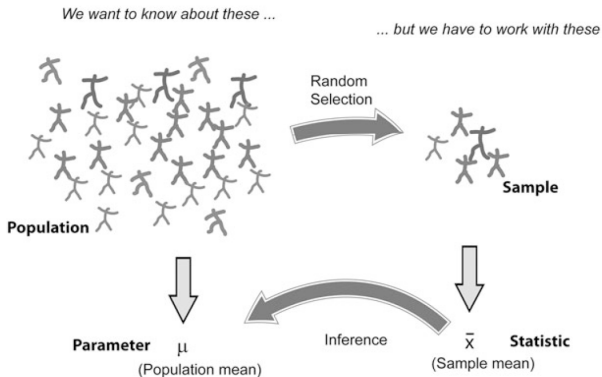 We want to know about these ...
... but we have to work with these
Random
Selection
Sample
Population
Inference
Parameter μ
(Population mean)
x̄ Statistic
(Sample mean)